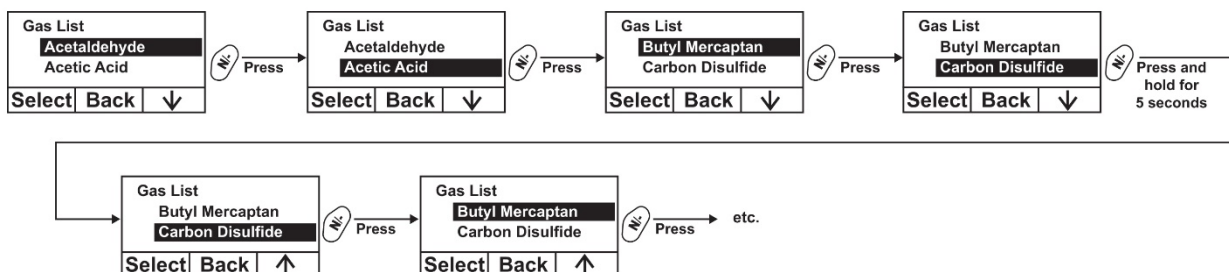 Gas List
Acetaldehyde
Acetic Acid
Select Back ↓
N/-
Press
Gas List
Acetaldehyde
Acetic Acid
Select Back ↓
N/-
Press
Gas List
Butyl Mercaptan
Carbon Disulfide
Select Back ↓
N/-
Press
Gas List
Butyl Mercaptan
Carbon Disulfide
Select Back ↓
N/-
Press and
hold for
5 seconds
Gas List
Butyl Mercaptan
Carbon Disulfide
Select Back ↑
N/-
Press
Gas List
Butyl Mercaptan
Carbon Disulfide
Select Back ↑
N/-
Press
etc.